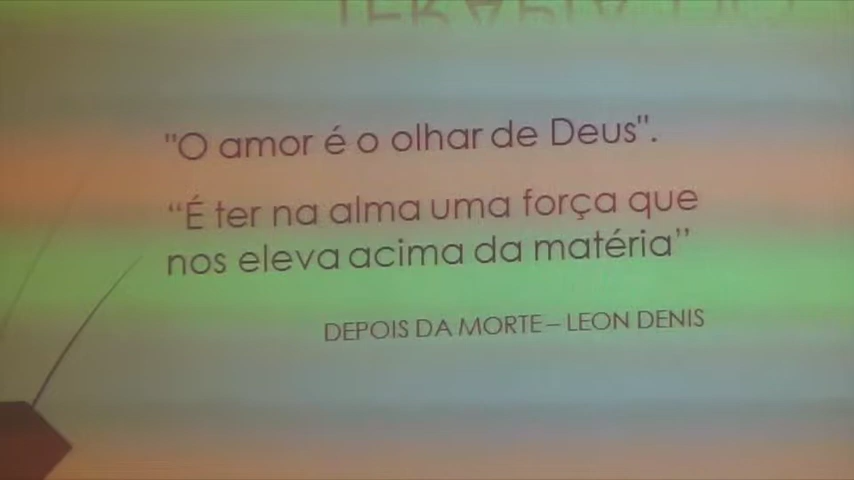 "O amor é o olhar de Deus".
“É ter na alma uma força que
nos eleva acima da matéria”
DEPOIS DA MORTE – LEON DENIS